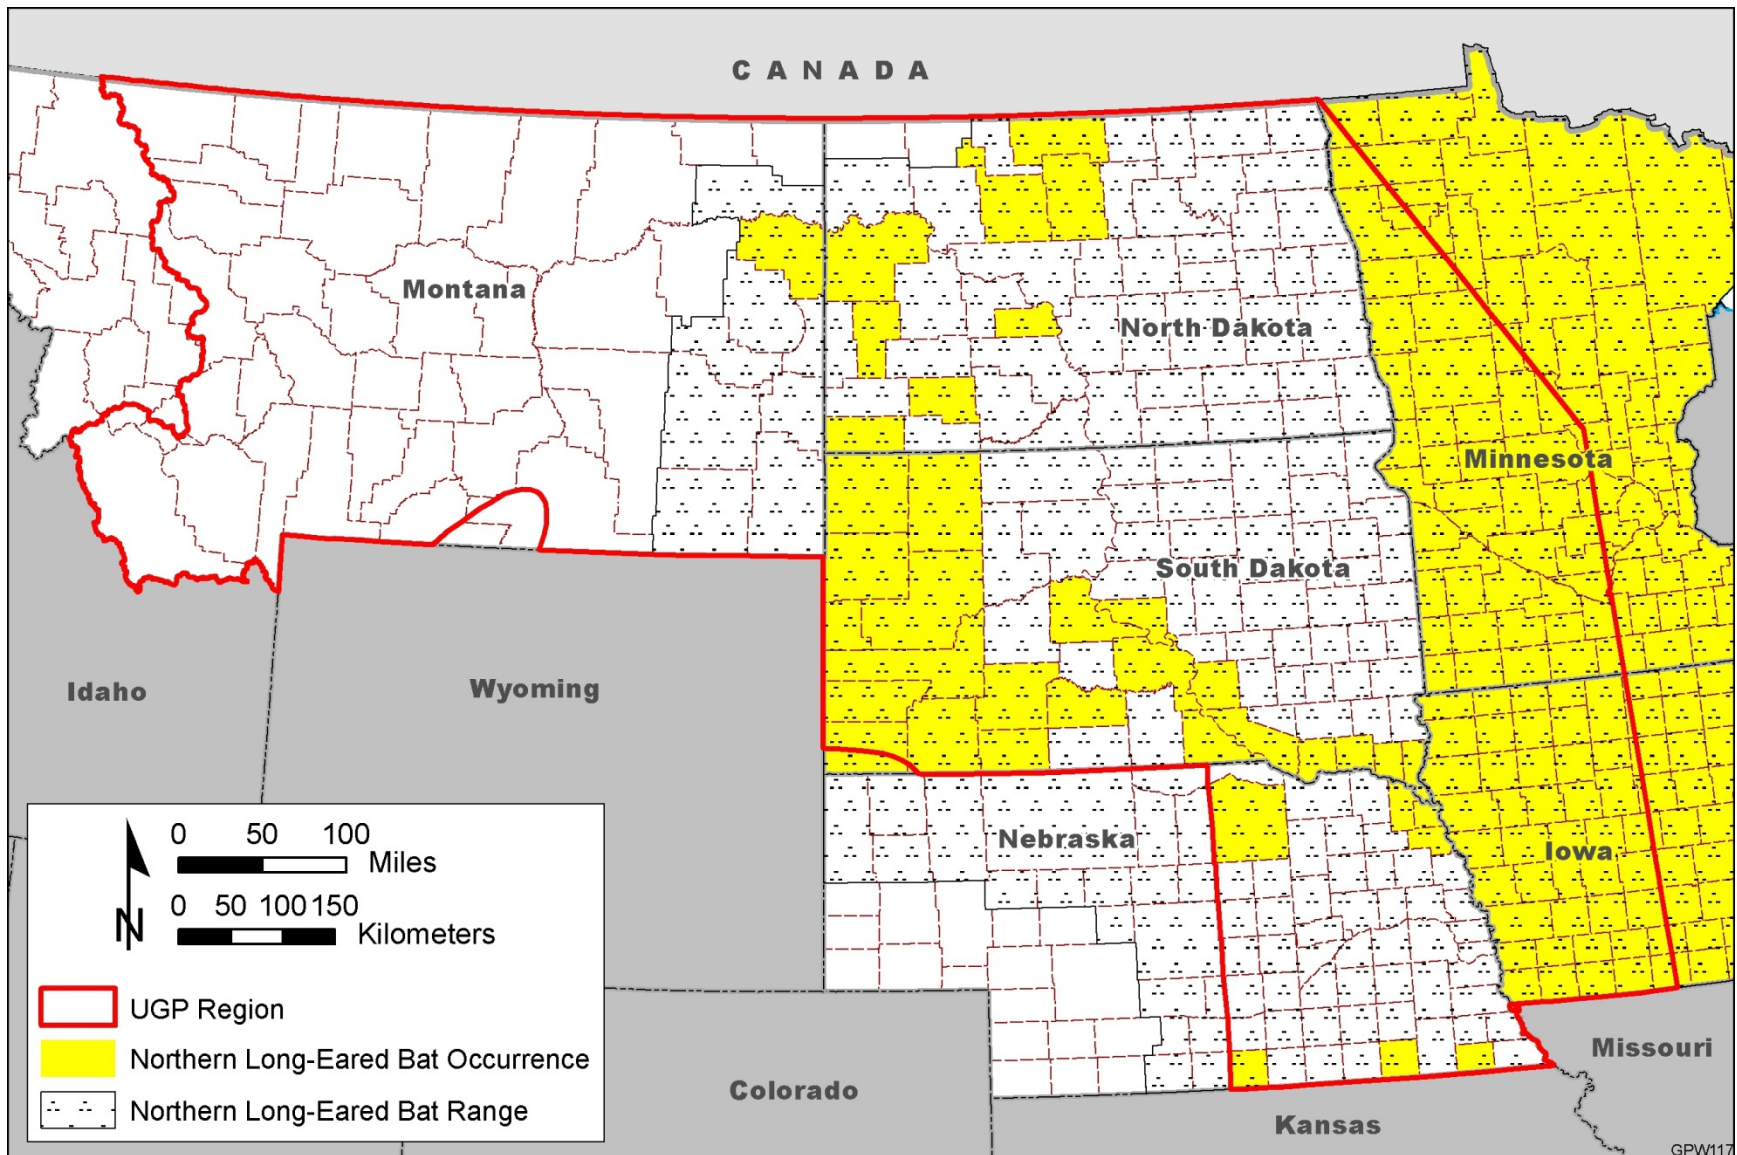 CANADA
Montana
North Dakota
Minnesota
South Dakota
Idaho
Wyoming
Nebraska
Iowa
0 50 100
Miles
0 50 100 150
Kilometers
N
UGP Region
Northern Long-Eared Bat Occurrence
Northern Long-Eared Bat Range
Colorado
Missouri
Kansas
GPW117